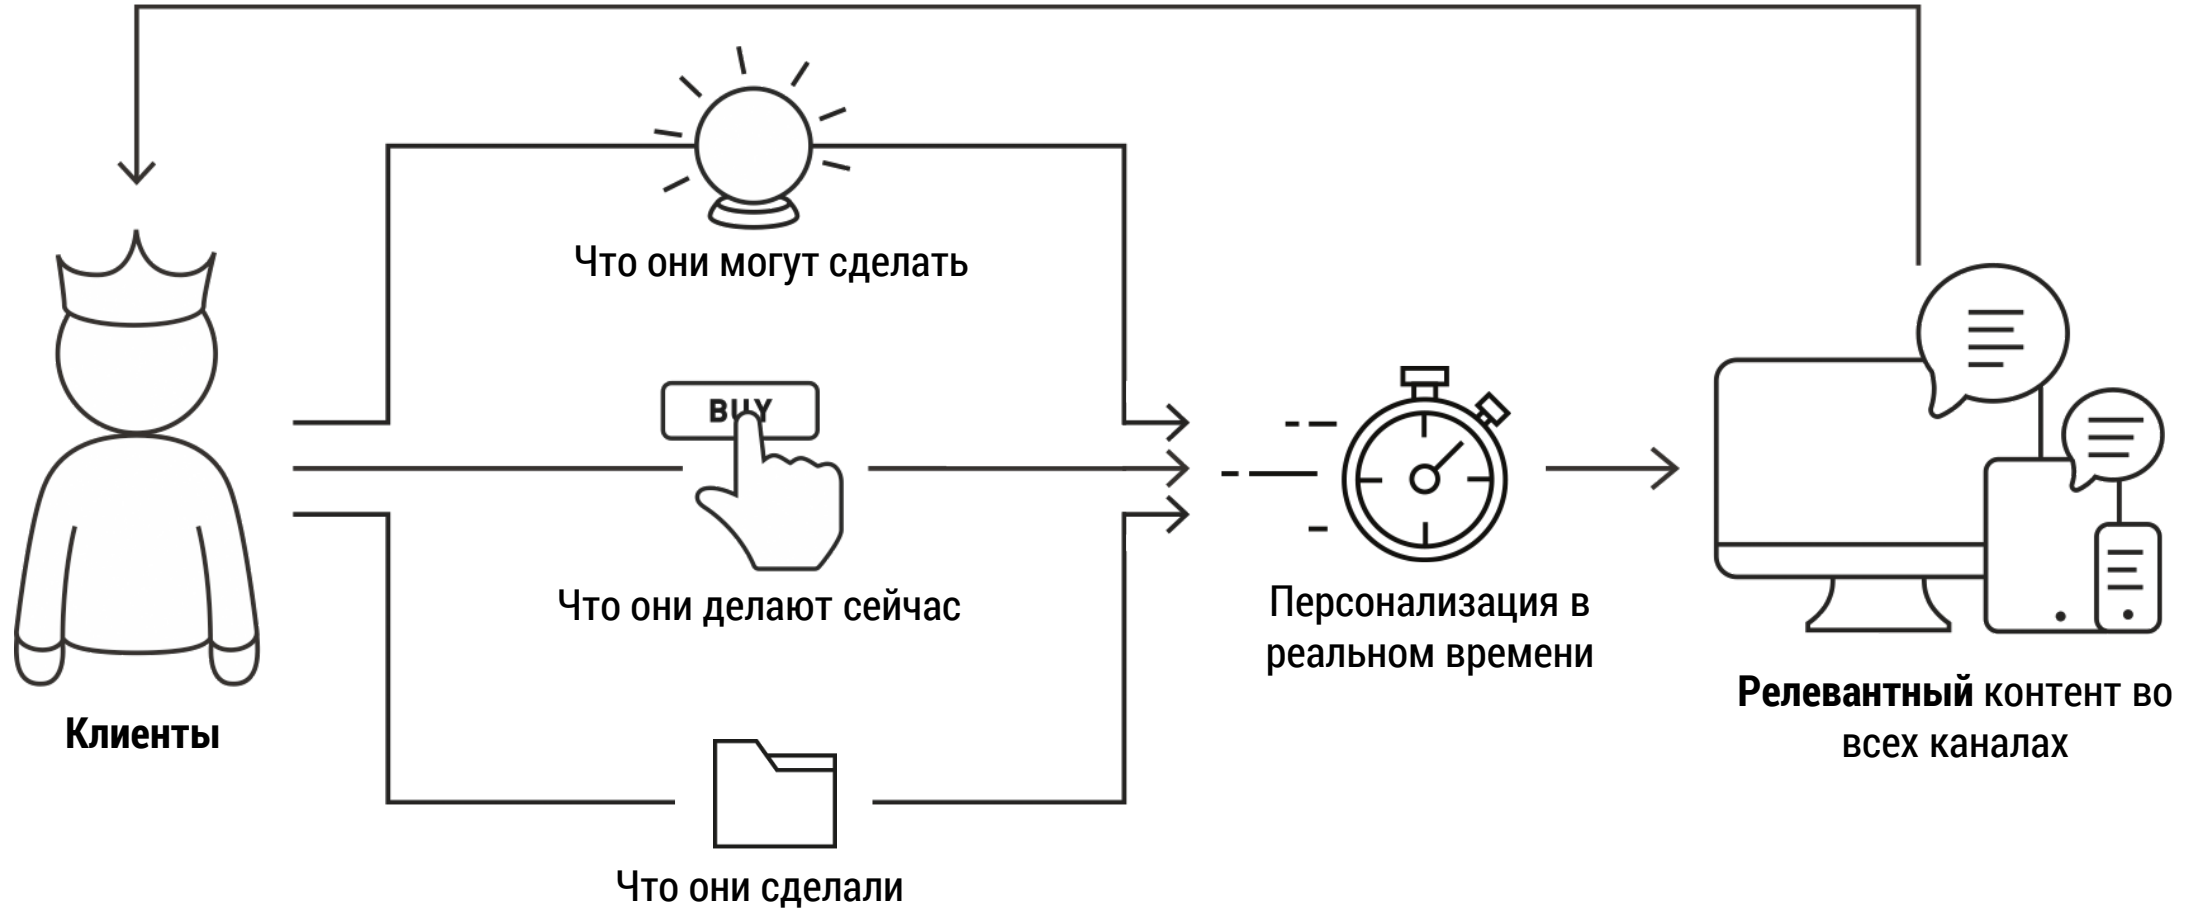 Что они могут сделать
BUY
Что они делают сейчас
Персонализация в
реальном времени
Релевантный контент во
всех каналах
Клиенты
Что они сделали